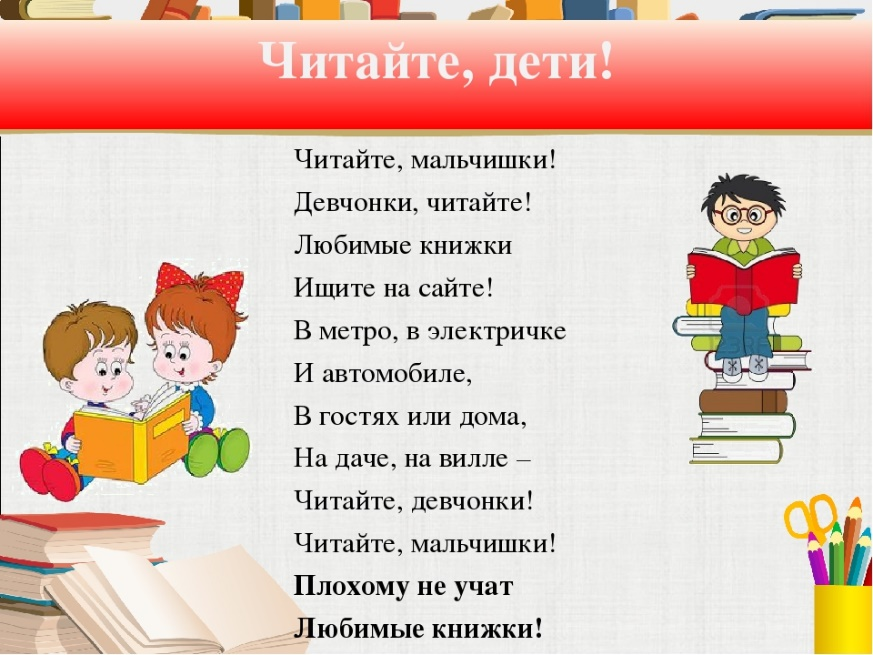 Читайте, дети!
Читайте, мальчишки!
Девчонки, читайте!
Любимые книжки
Ищите на сайте!
В метро, в электричке
И автомобиле,
В гостях или дома,
На даче, на вилле –
Читайте, девчонки!
Читайте, мальчишки!
Плохому не учат
Любимые книжки!